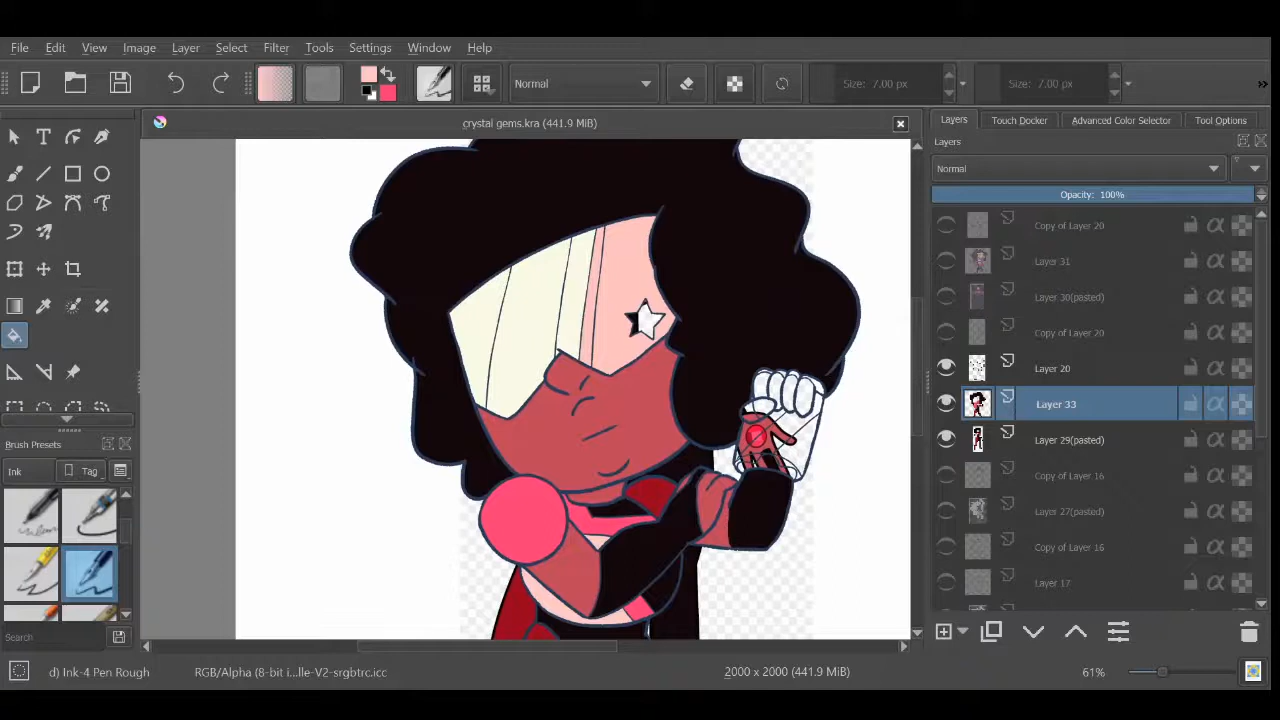 File Edit View Image Layer Select Filter Tools Settings Window Help
Normal Size: 7.00 px Size: 7.00 px »
crystal gems.kra (441.9 MiB)
Layers Touch Docker Advanced Color Selector Tool Options
Layers
Normal
Opacity: 100%
Copy of Layer 20
Layer 31
Layer 30(pasted)
Copy of Layer 20
Layer 20
Layer 33
Layer 29(pasted)
Copy of Layer 16
Layer 27(pasted)
Copy of Layer 16
Layer 17
Brush Presets
Ink Tag
Search
d) Ink-4 Pen Rough RGB/Alpha (8-bit i...lle-V2-srgbtrc.icc 2000 x 2000 (441.9 MiB) 61%